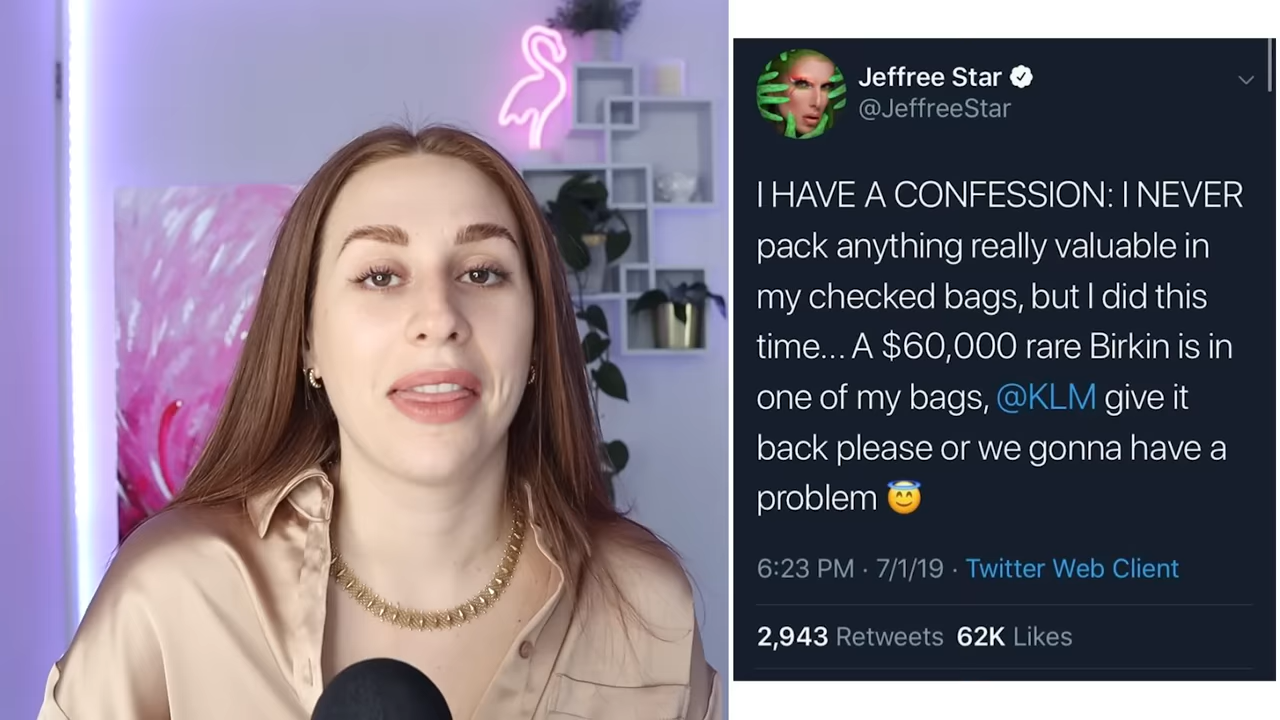 Jeffree Star
@JeffreeStar
I HAVE A CONFESSION: I NEVER
pack anything really valuable in
my checked bags, but I did this
time... A $60,000 rare Birkin is in
one of my bags, @KLM give it
back please or we gonna have a
problem 😇
6:23 PM · 7/1/19 · Twitter Web Client
2,943 Retweets 62K Likes